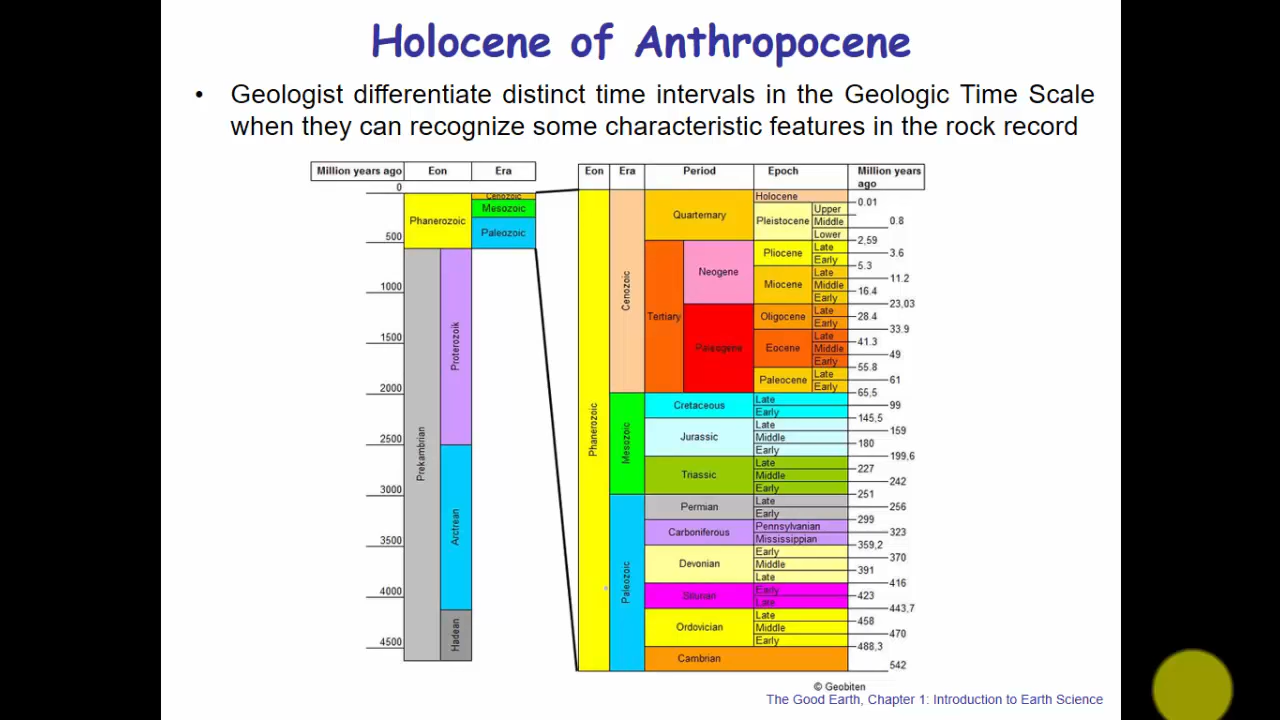 Holocene of Anthropocene
• Geologist differentiate distinct time intervals in the Geologic Time Scale
when they can recognize some characteristic features in the rock record
Million years ago Eon Era
0
500
1000
1500
2000
2500
3000
3500
4000
4500
Phanerozoic
Prekambrian
Cenozoic
Mesozoic
Paleozoic
Proterozoik
Arctrean
Hadean
Eon Era Period Epoch Million years
ago
Phanerozoic
Cenozoic
Mesozoic
Paleozoic
Quarternary
Tertiary
Neogene
Paleogene
Cretaceous
Jurassic
Triassic
Permian
Carboniferous
Devonian
Silurian
Ordovician
Cambrian
Holocene
Pleistocene
Upper
Middle
Lower
Pliocene
Late
Early
Miocene
Late
Middle
Early
Oligocene
Late
Early
Eocene
Late
Middle
Early
Paleocene
Late
Early
Late
Early
Late
Middle
Early
Late
Middle
Early
Late
Early
Pennsylvanian
Mississippian
Early
Middle
Late
Early
Late
Late
Middle
Early
0.01
0.8
2.59
3.6
5.3
11.2
16.4
23,03
28.4
33.9
41.3
49
55.8
61
65,5
99
145,5
159
180
199,6
227
242
251
256
299
323
359,2
370
391
416
423
443,7
458
470
488,3
542
© Geobiten
The Good Earth, Chapter 1: Introduction to Earth Science